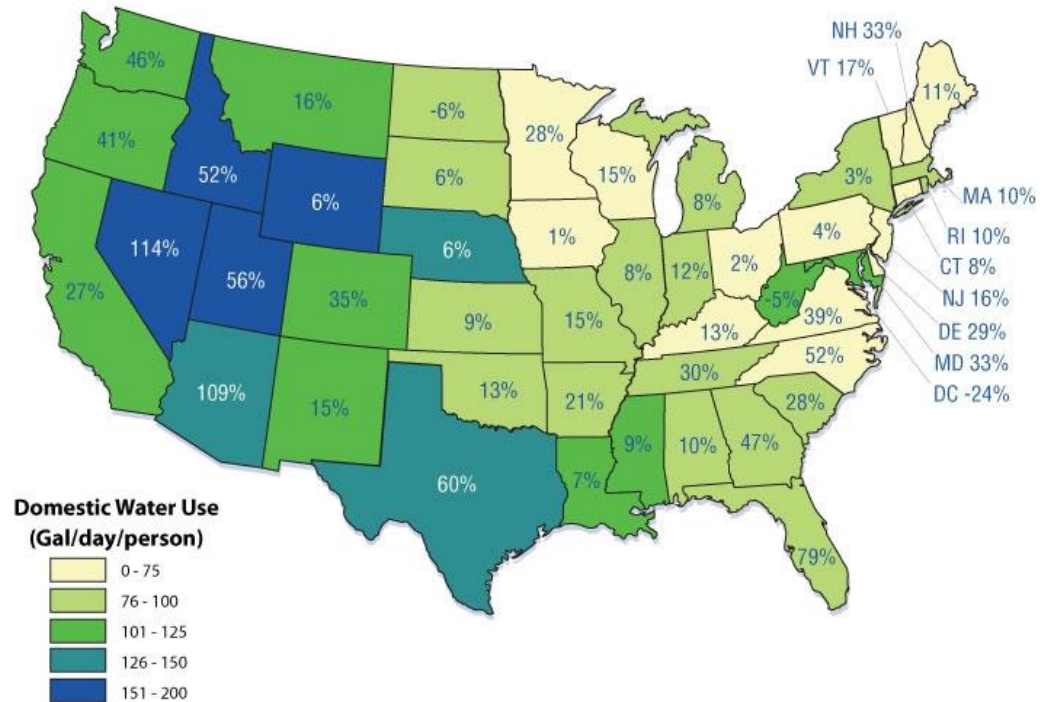 NH 33%
VT 17%
46%
16%
-6%
28%
11%
41%
52%
6%
6%
15%
8%
3%
MA 10%
RI 10%
CT 8%
NJ 16%
DE 29%
MD 33%
DC -24%
114%
56%
6%
1%
8%
12%
2%
4%
27%
35%
9%
15%
13%
-5%
39%
52%
109%
15%
13%
21%
30%
28%
60%
7%
9%
10%
47%
79%
Domestic Water Use
(Gal/day/person)
0 - 75
76 - 100
101 - 125
126 - 150
151 - 200